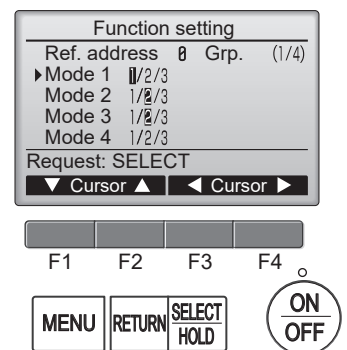 Function setting
Ref. address 0 Grp. (1/4)
▶Mode 1 1/2/3
Mode 2 1/2/3
Mode 3 1/2/3
Mode 4 1/2/3
Request: SELECT
▼ Cursor ▲ ◀ Cursor ▶
F1 F2 F3 F4
MENU RETURN SELECT HOLD ON OFF